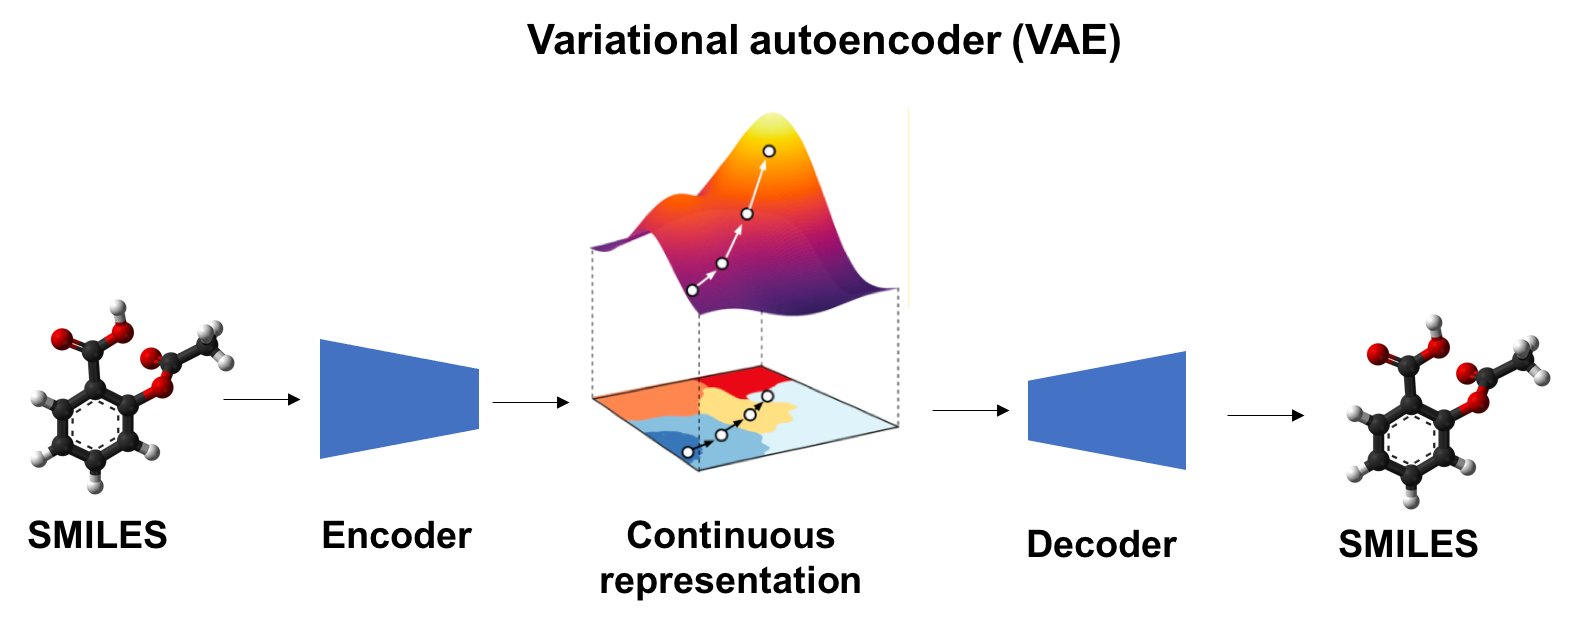 Variational autoencoder (VAE)
SMILES
Encoder
Continuous
representation
Decoder
SMILES